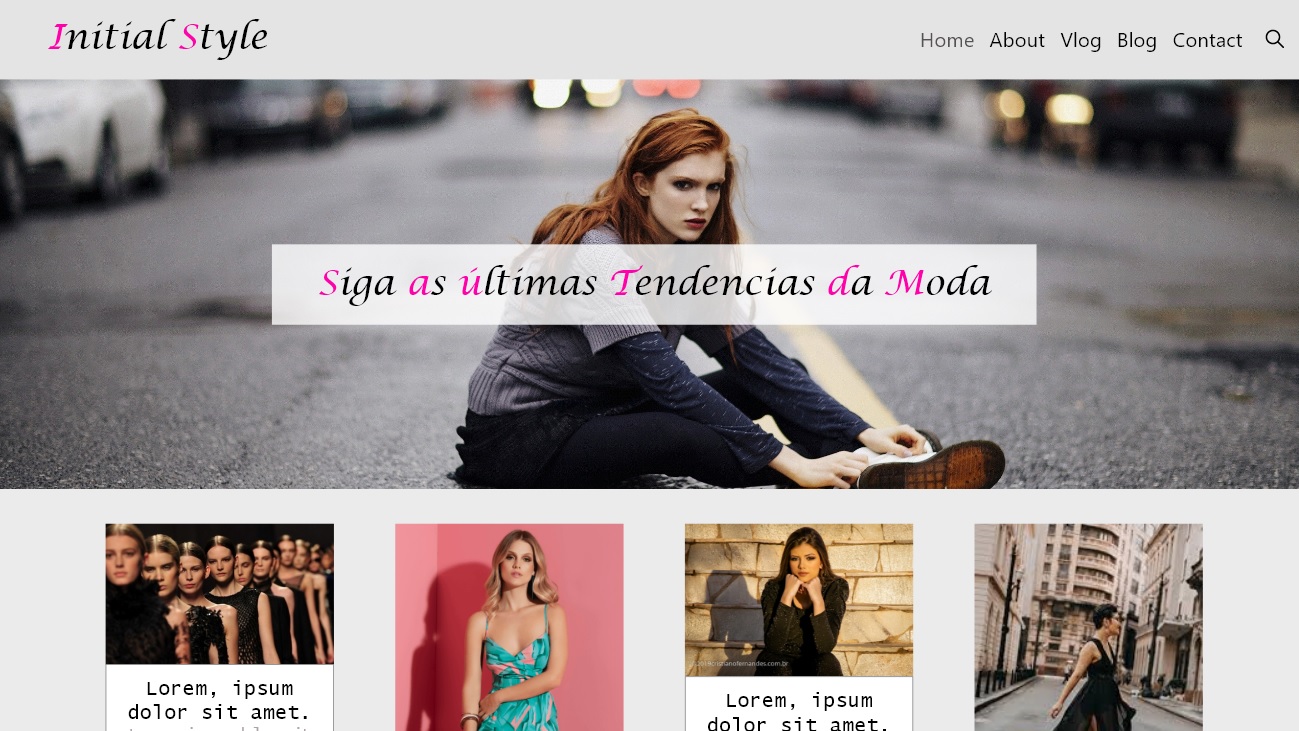 Initial Style
Home About Vlog Blog Contact
Siga as últimas Tendencias da Moda
Lorem, ipsum
dolor sit amet.
Lorem, ipsum
dolor sit amet.